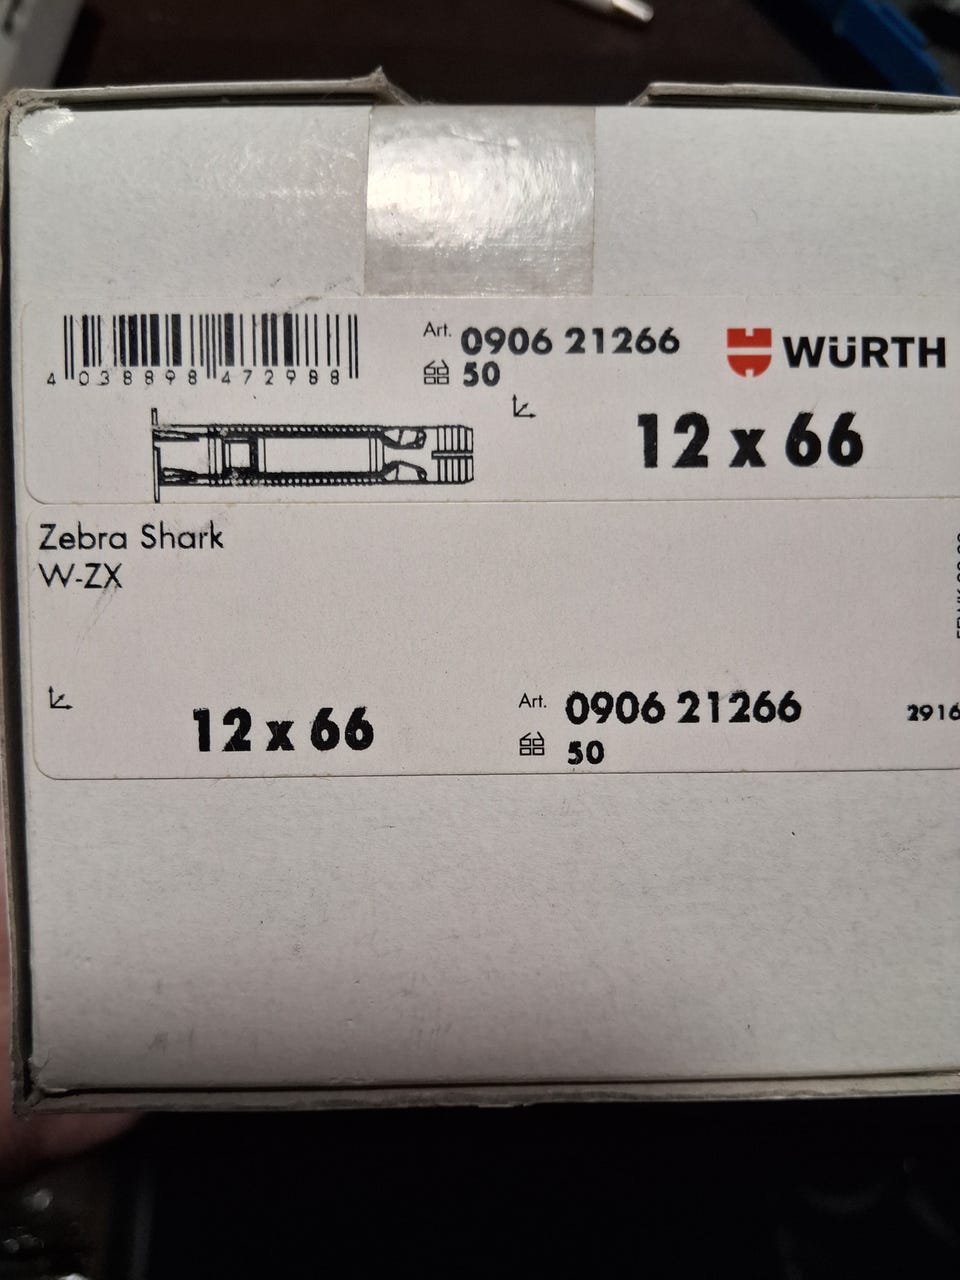 Art. 0906 21266
WÜRTH
4 038898 472988
50
12 x 66
Zebra Shark
W-ZX
Art. 0906 21266
2916
12 x 66
50